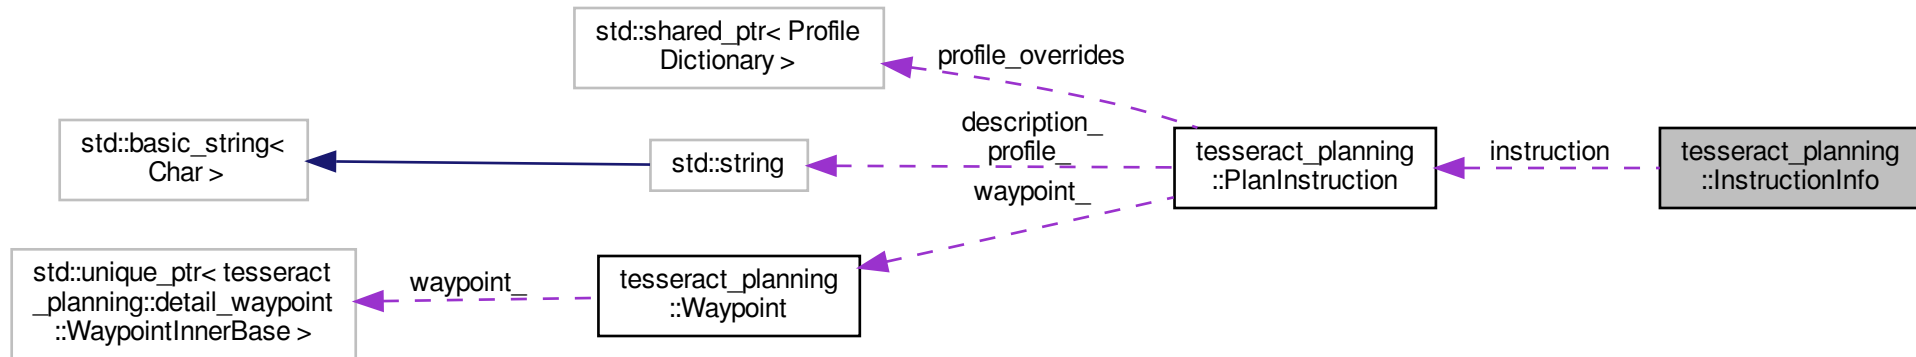 std::shared_ptr< Profile
Dictionary >
profile_overrides
std::basic_string<
Char >
std::string
description_
profile_
tesseract_planning
::PlanInstruction
instruction
tesseract_planning
::InstructionInfo
waypoint_
std::unique_ptr< tesseract
_planning::detail_waypoint
::WaypointInnerBase >
waypoint_
tesseract_planning
::Waypoint